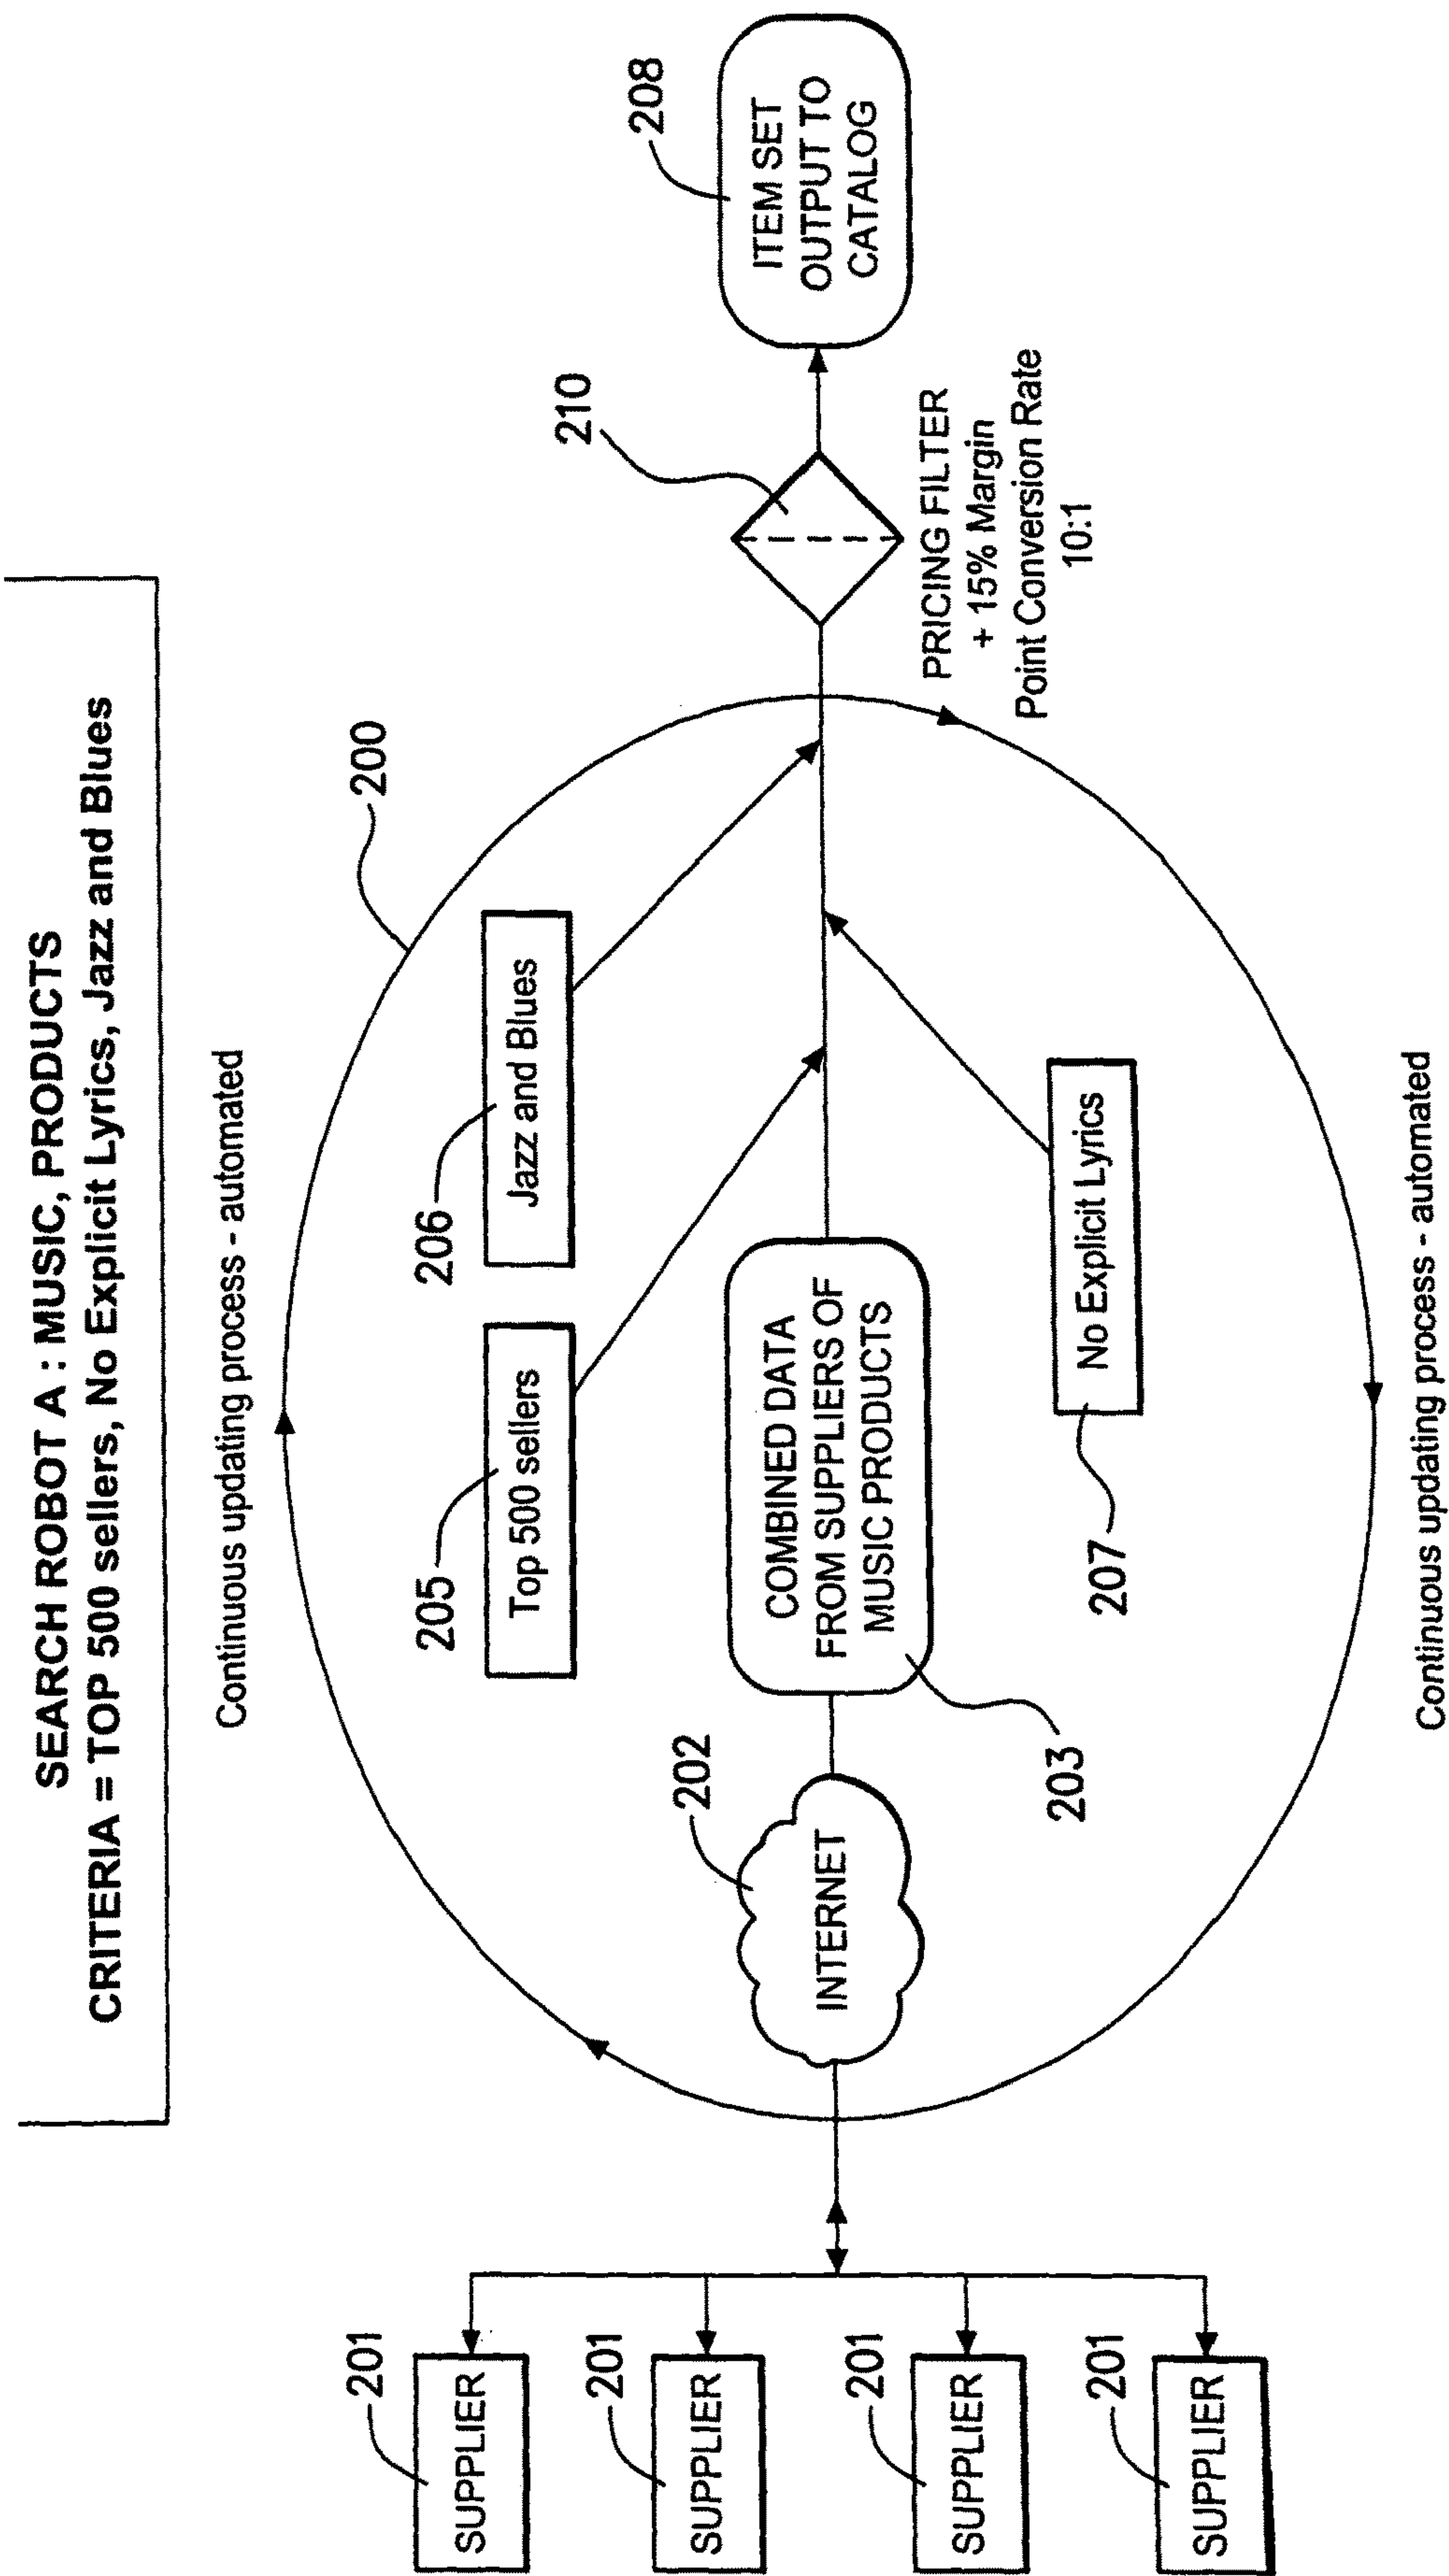 SEARCH ROBOT A : MUSIC, PRODUCTS
CRITERIA = TOP 500 sellers, No Explicit Lyrics, Jazz and Blues
Continuous updating process - automated
200
201
SUPPLIER
201
SUPPLIER
201
SUPPLIER
201
SUPPLIER
202
INTERNET
203
COMBINED DATA
FROM SUPPLIERS OF
MUSIC PRODUCTS
205
Top 500 sellers
206
Jazz and Blues
207
No Explicit Lyrics
210
PRICING FILTER
+ 15% Margin
Point Conversion Rate
10:1
208
ITEM SET
OUTPUT TO
CATALOG
Continuous updating process - automated